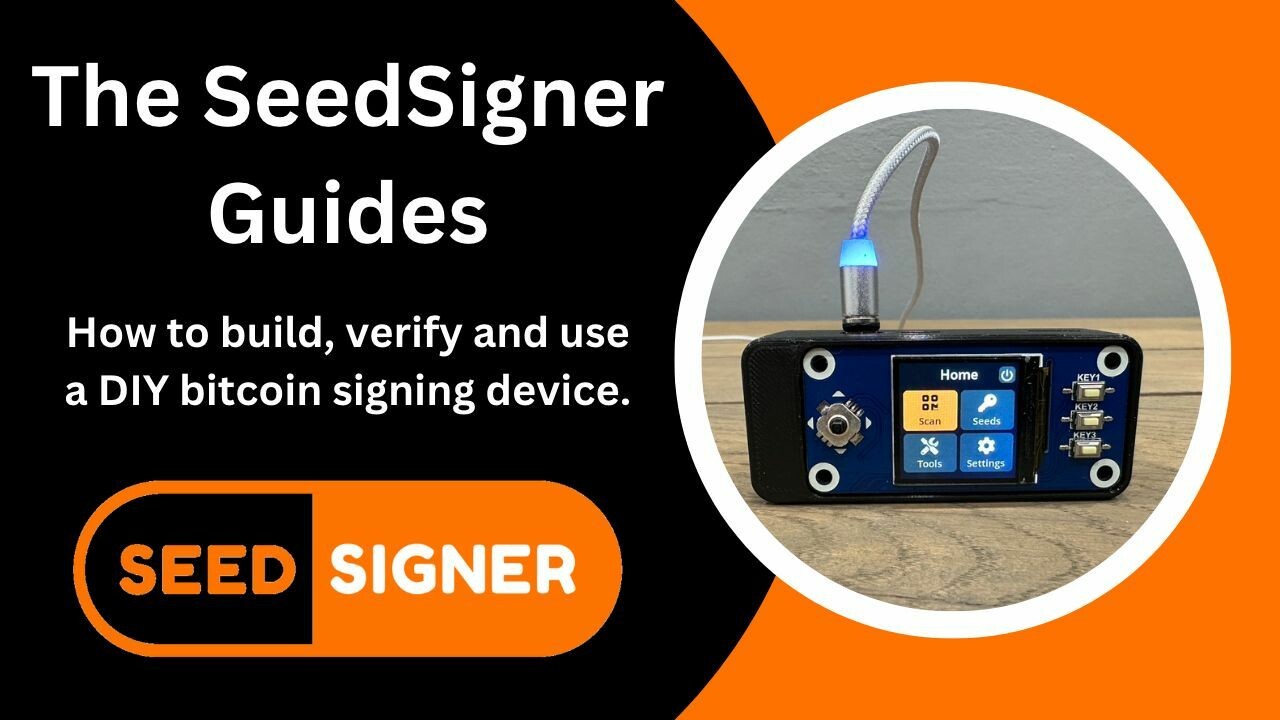 The SeedSigner
Guides
How to build, verify and use
a DIY bitcoin signing device.
SEED SIGNER
Home
Scan
Seeds
Tools
Settings
KEY1
KEY2
KEY3